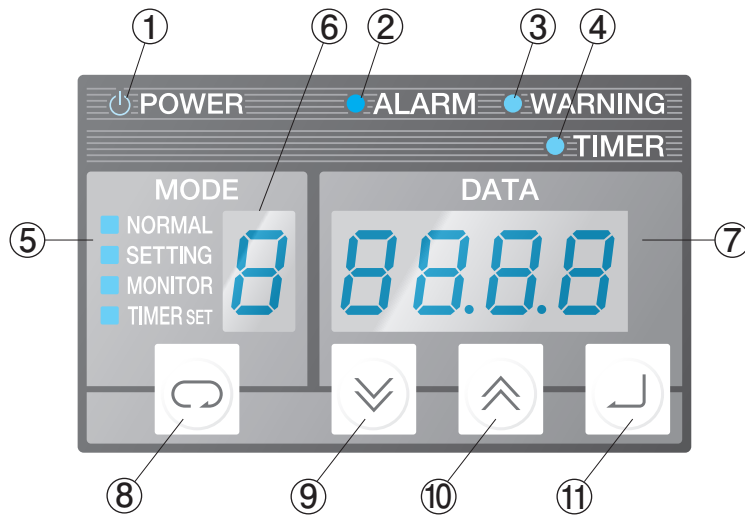 ① ⑥ ② ③ ④
POWER ALARM WARNING
TIMER
MODE DATA
⑤ NORMAL ⑦
SETTING
MONITOR
TIMER SET
8 88.8.8
⑧ ⑨ ⑩ ⑪